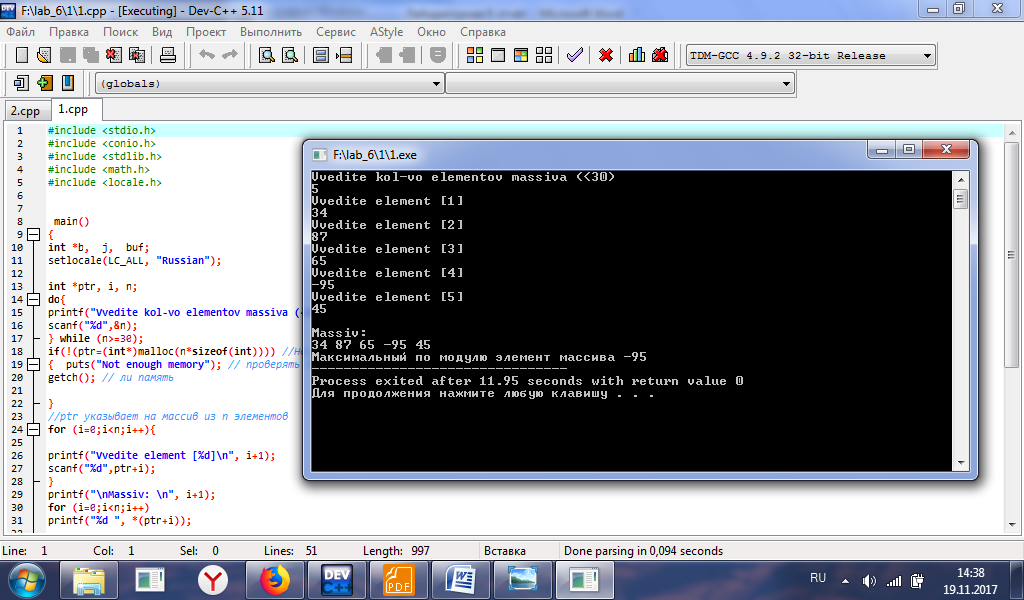 F:\lab_6\1\1.cpp - [Executing] - Dev-C++ 5.11
Файл Правка Поиск Вид Проект Выполнить Сервис AStyle Окно Справка
TDM-GCC 4.9.2 32-bit Release
(globals)
2.cpp 1.cpp
1 #include <stdio.h>
2 #include <conio.h>
3 #include <stdlib.h>
4 #include <math.h>
5 #include <locale.h>
6
7
8 main()
9 {
10 int *b, j, buf;
11 setlocale(LC_ALL, "Russian");
12
13 int *ptr, i, n;
14 do{
15 printf("Vvedite kol-vo elementov massiva (
16 scanf("%d",&n);
17 } while (n>=30);
18 if(!(ptr=(int*)malloc(n*sizeof(int)))) //
19 { puts("Not enough memory"); // проверять
20 getch(); // ли память
21
22 }
23 //ptr указывает на массив из n элементов
24 for (i=0;i<n;i++){
25
26 printf("Vvedite element [%d]\n", i+1);
27 scanf("%d",ptr+i);
28 }
29 printf("\nMassiv: \n", i+1);
30 for (i=0;i<n;i++)
31 printf("%d ", *(ptr+i));
F:\lab_6\1\1.exe
Vvedite kol-vo elementov massiva (<30)
5
Vvedite element [1]
34
Vvedite element [2]
87
Vvedite element [3]
65
Vvedite element [4]
-95
Vvedite element [5]
45
Massiv:
34 87 65 -95 45
Максимальный по модулю элемент массива -95
--------------------------------
Process exited after 11.95 seconds with return value 0
Для продолжения нажмите любую клавишу . . .
Line: 1 Col: 1 Sel: 0 Lines: 51 Length: 997 Вставка Done parsing in 0,094 seconds
DEV C++
PDF
RU
14:38
19.11.2017